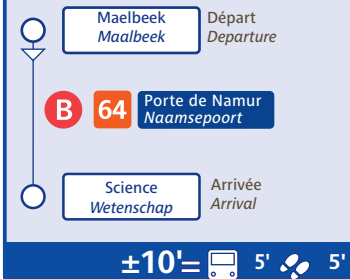 Maelbeek Départ
Maalbeek Departure
B 64 Porte de Namur
Naamsepoort
Science Arrivée
Wetenschap Arrival
±10'= 5' 5'